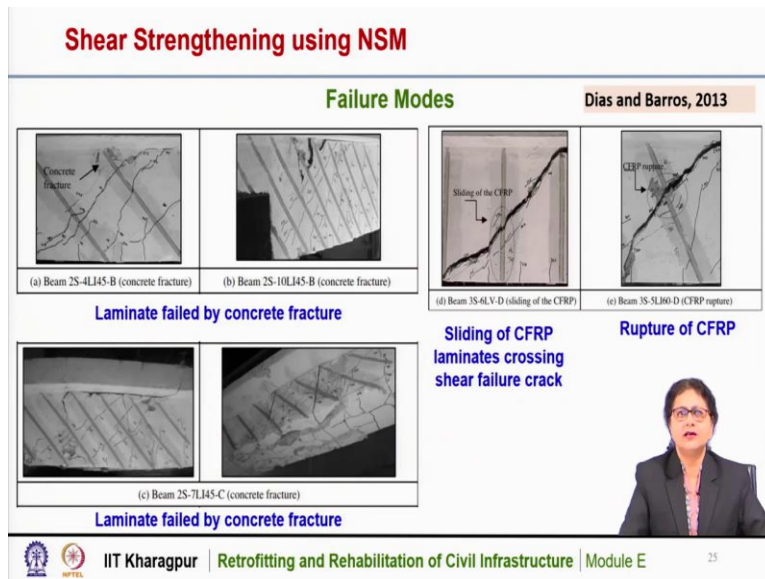 Shear Strengthening using NSM
Failure Modes
Dias and Barros, 2013
Concrete
fracture
(a) Beam 2S-4LI45-B (concrete fracture)
(b) Beam 2S-10LI45-B (concrete fracture)
Laminate failed by concrete fracture
(c) Beam 2S-7LI45-C (concrete fracture)
Laminate failed by concrete fracture
Sliding of the CFRP
(d) Beam 3S-6LV-D (sliding of the CFRP)
Sliding of CFRP
laminates crossing
shear failure crack
CFRP rupture
(e) Beam 3S-5LI60-D (CFRP rupture)
Rupture of CFRP
NPTEL
IIT Kharagpur
Retrofitting and Rehabilitation of Civil Infrastructure
Module E
25